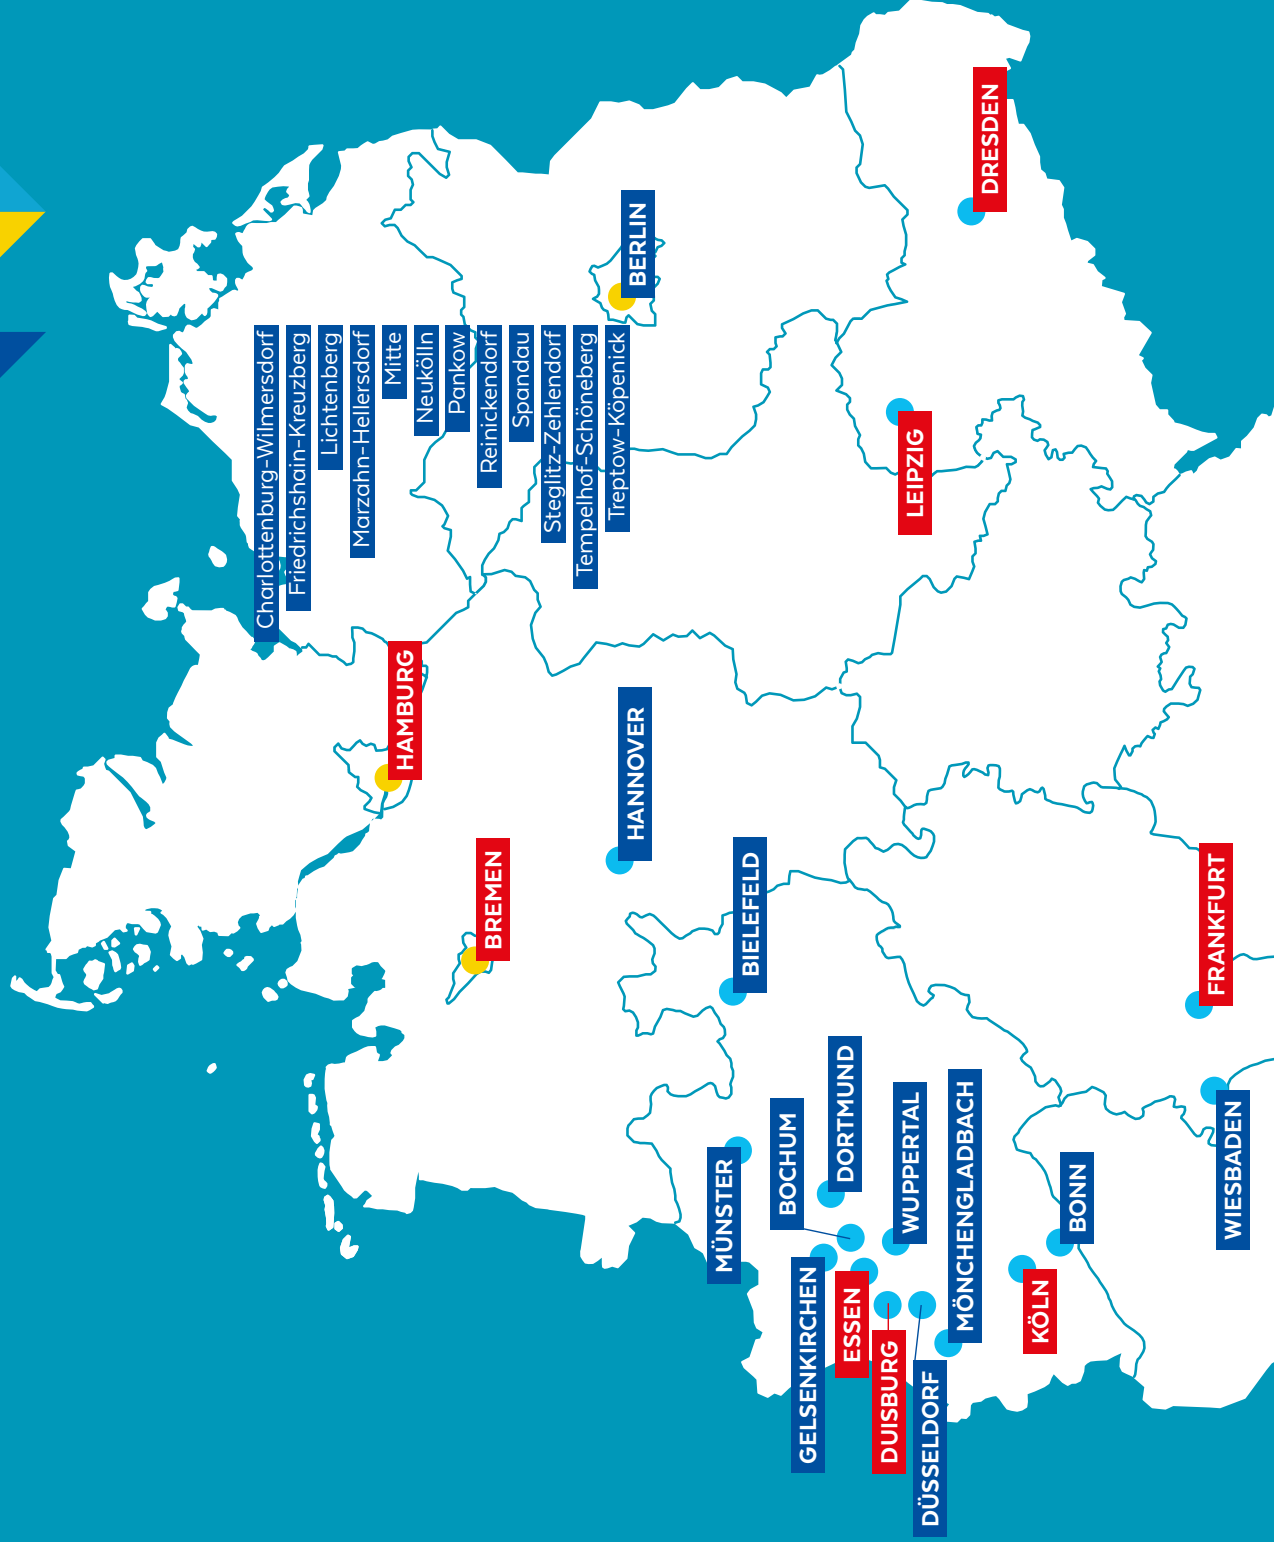 Charlottenburg-Wilmersdorf
Friedrichshain-Kreuzberg
Lichtenberg
Marzahn-Hellersdorf
Mitte
Neukölln
Pankow
Reinickendorf
Spandau
Steglitz-Zehlendorf
Tempelhof-Schöneberg
Treptow-Köpenick
HAMBURG
BREMEN
BERLIN
HANNOVER
MÜNSTER
BIELEFELD
BOCHUM
GELSENKIRCHEN
DORTMUND
ESSEN
DUISBURG
WUPPERTAL
LEIPZIG
DÜSSELDORF
MÖNCHENGLADBACH
DRESDEN
KÖLN
BONN
FRANKFURT
WIESBADEN